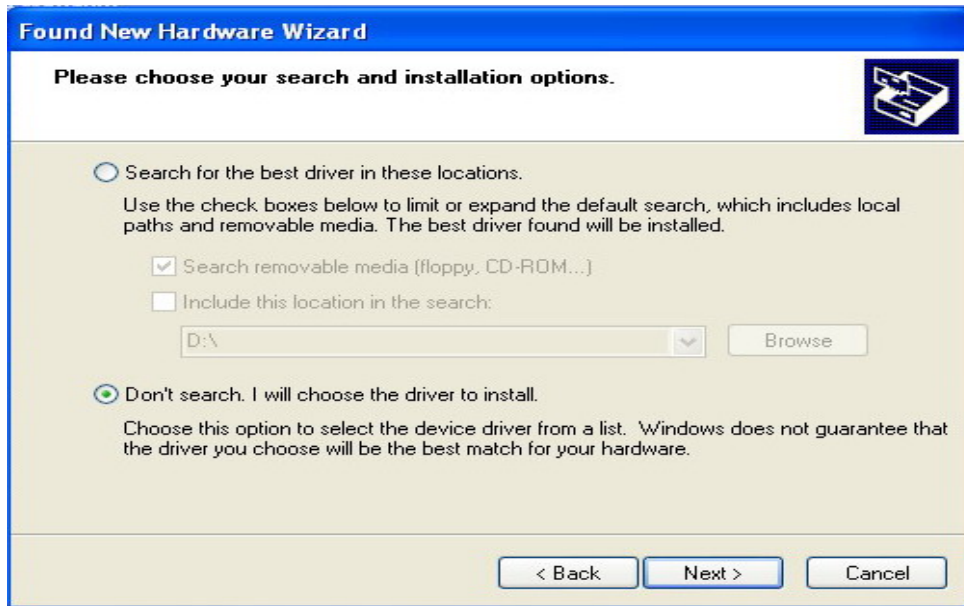 Found New Hardware Wizard
Please choose your search and installation options.
Search for the best driver in these locations.
Use the check boxes below to limit or expand the default search, which includes local
paths and removable media. The best driver found will be installed.
Search removable media (floppy, CD-ROM...)
Include this location in the search:
D:\
Browse
Don't search. I will choose the driver to install.
Choose this option to select the device driver from a list. Windows does not guarantee that
the driver you choose will be the best match for your hardware.
< Back
Next >
Cancel